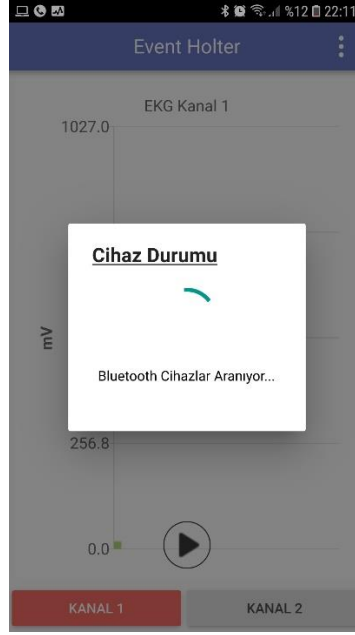 %12 22:11
Event Holter
EKG Kanal 1
1027.0
Cihaz Durumu
mV
Bluetooth Cihazlar Aranıyor...
256.8
0.0
KANAL 1
KANAL 2